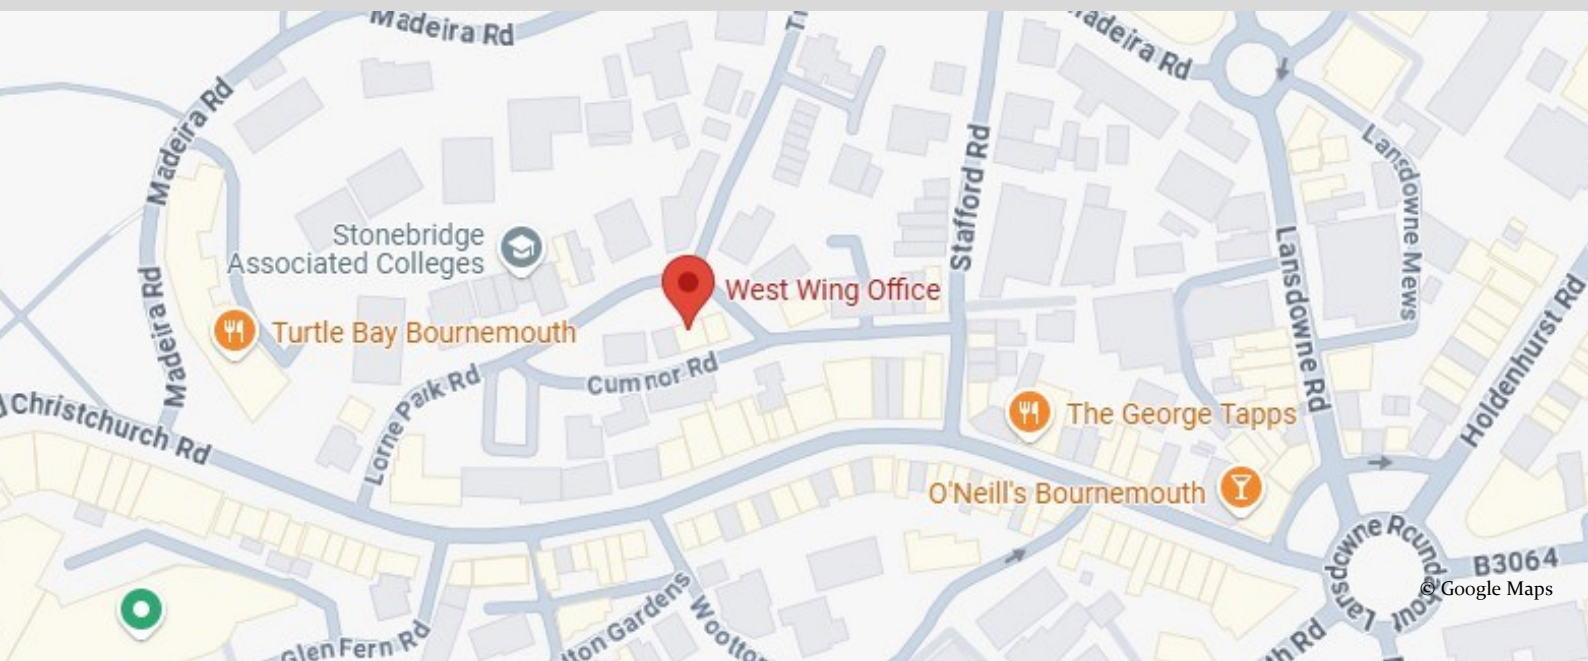 Madeira Rd
Madeira Rd
Madeira Rd
Stafford Rd
Lansdowne Mews
Stonebridge
Associated Colleges
Lansdowne Rd
West Wing Office
Madeira Rd
Turtle Bay Bournemouth
Holdenhurst Rd
Cumnor Rd
Lorne Park Rd
Christchurch Rd
The George Tapps
O'Neill's Bournemouth
Lansdowne Roundabout
B3064
© Google Maps
Glen Fern Rd
Gardens
Rd